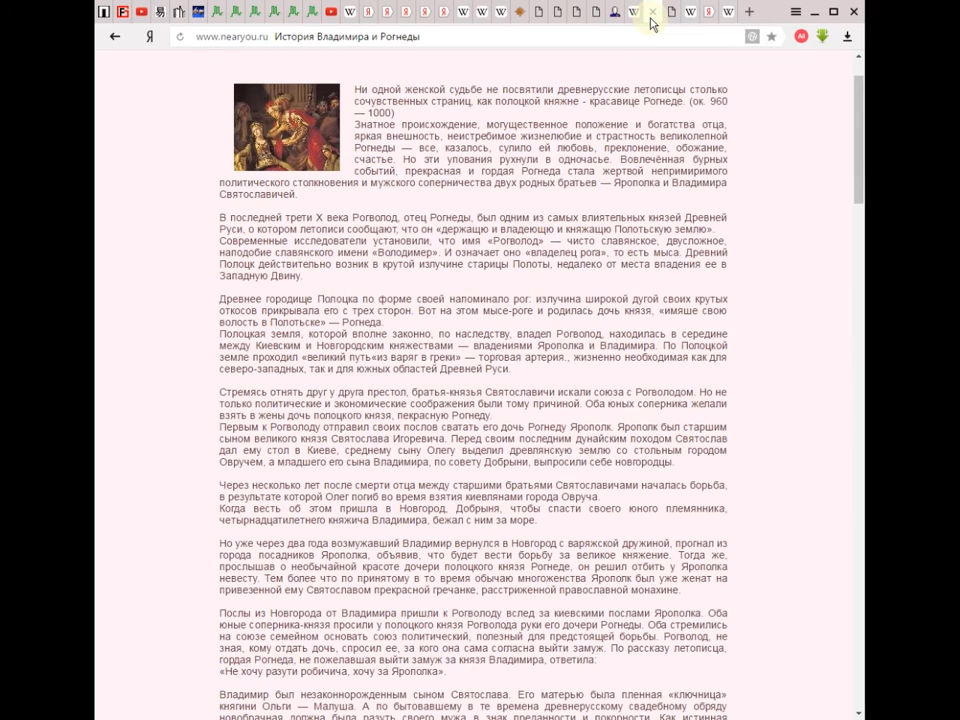 www.nearyou.ru История Владимира и Рогнеды
Ни одной женской судьбе не посвятили древнерусские летописцы столько
сочувственных страниц, как полоцкой княжне - красавице Рогнеде. (ок. 960
— 1000)
Знатное происхождение, могущественное положение и богатства отца,
яркая внешность, неистребимое жизнелюбие и страстность великолепной
Рогнеды — все, казалось, сулило ей любовь, преклонение, обожание,
счастье. Но эти упования рухнули в одночасье. Вовлечённая бурных
событий, прекрасная и гордая Рогнеда стала жертвой непримиримого
политического столкновения и мужского соперничества двух родных братьев — Ярополка и Владимира
Святославичей.
В последней трети X века Рогволод, отец Рогнеды, был одним из самых влиятельных князей Древней
Руси, о котором летописи сообщают, что он «держащю и владеющю и княжащю Полотьскую землю».
Современные исследователи установили, что имя «Рогволод» — чисто славянское, двусложное,
наподобие славянского имени «Володимер». И означает оно «владелец рога», то есть мыса. Древний
Полоцк действительно возник в крутой излучине старицы Полоты, недалеко от места впадения ее в
Западную Двину.
Древнее городище Полоцка по форме своей напоминало рог: излучина широкой дугой своих крутых
откосов прикрывала его с трех сторон. Вот на этом мысе-роге и родилась дочь князя, «имяше свою
волость в Полотьске» — Рогнеда.
Полоцкая земля, которой вполне законно, по наследству, владел Рогволод, находилась в середине
между Киевским и Новгородским княжествами — владениями Ярополка и Владимира. По Полоцкой
земле проходил «великий путь«из варяг в греки» — торговая артерия., жизненно необходимая как для
северо-западных, так и для южных областей Древней Руси.
Стремясь отнять друг у друга престол, братья-князья Святославичи искали союза с Рогволодом. Но не
только политические и экономические соображения были тому причиной. Оба юных соперника желали
взять в жены дочь полоцкого князя, пекрасную Рогнеду.
Первым к Рогволоду отправил своих послов сватать его дочь Рогнеду Ярополк. Ярополк был старшим
сыном великого князя Святослава Игоревича. Перед своим последним дунайским походом Святослав
дал ему стол в Киеве, среднему сыну Олегу выделил древлянскую землю со стольным городом
Овручем, а младшего его сына Владимира, по совету Добрыни, выпросили себе новгородцы.
Через несколько лет после смерти отца между старшими братьями Святославичами началась борьба,
в результате которой Олег погиб во время взятия киевлянами города Овруча.
Когда весть об этом пришла в Новгород, Добрыня, чтобы спасти своего юного племянника,
четырнадцатилетнего княжича Владимира, бежал с ним за море.
Но уже через два года возмужавший Владимир вернулся в Новгород с варяжской дружиной, прогнал из
города посадников Ярополка, объявив, что будет вести борьбу за великое княжение. Тогда же,
прослышав о необычайной красоте дочери полоцкого князя Рогнеде, он решил отбить у Ярополка
невесту. Тем более что по принятому в то время обычаю многоженства Ярополк был уже женат на
привезенной ему Святославом прекрасной гречанке, расстриженной православной монахине.
Послы из Новгорода от Владимира пришли к Рогволоду вслед за киевскими послами Ярополка. Оба
юные соперника-князя просили у полоцкого князя Рогволода руки его дочери Рогнеды. Оба стремились
на союзе семейном основать союз политический, полезный для предстоящей борьбы. Рогволод, не
зная, кому отдать дочь, спросил ее, за кого она сама согласна выйти замуж. По рассказу летописца,
гордая Рогнеда, не пожелавшая выйти замуж за князя Владимира, ответила:
«Не хочу разути робичича, хочу за Ярополка».
Владимир был незаконнорожденным сыном Святослава. Его матерью была пленная «ключница»
княгини Ольги — Малуша. А по бытовавшему в те времена древнерусскому свадебному обряду
новобрачная должна была разуть своего мужа в знак преданности и покорности. Как истинная